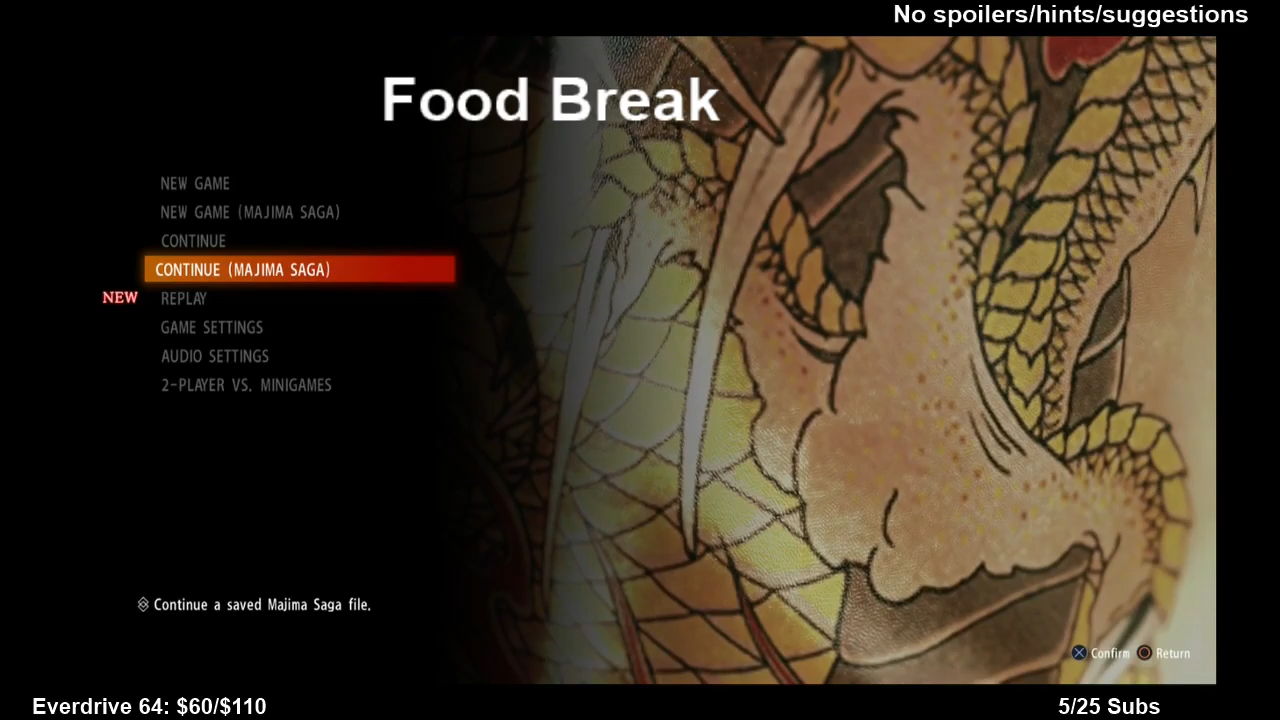 No spoilers/hints/suggestions
Food Break
NEW GAME
NEW GAME (MAJIMA SAGA)
CONTINUE
CONTINUE (MAJIMA SAGA)
NEW REPLAY
GAME SETTINGS
AUDIO SETTINGS
2-PLAYER VS. MINIGAMES
Continue a saved Majima Saga file.
Confirm Return
Everdrive 64: $60/$110 5/25 Subs